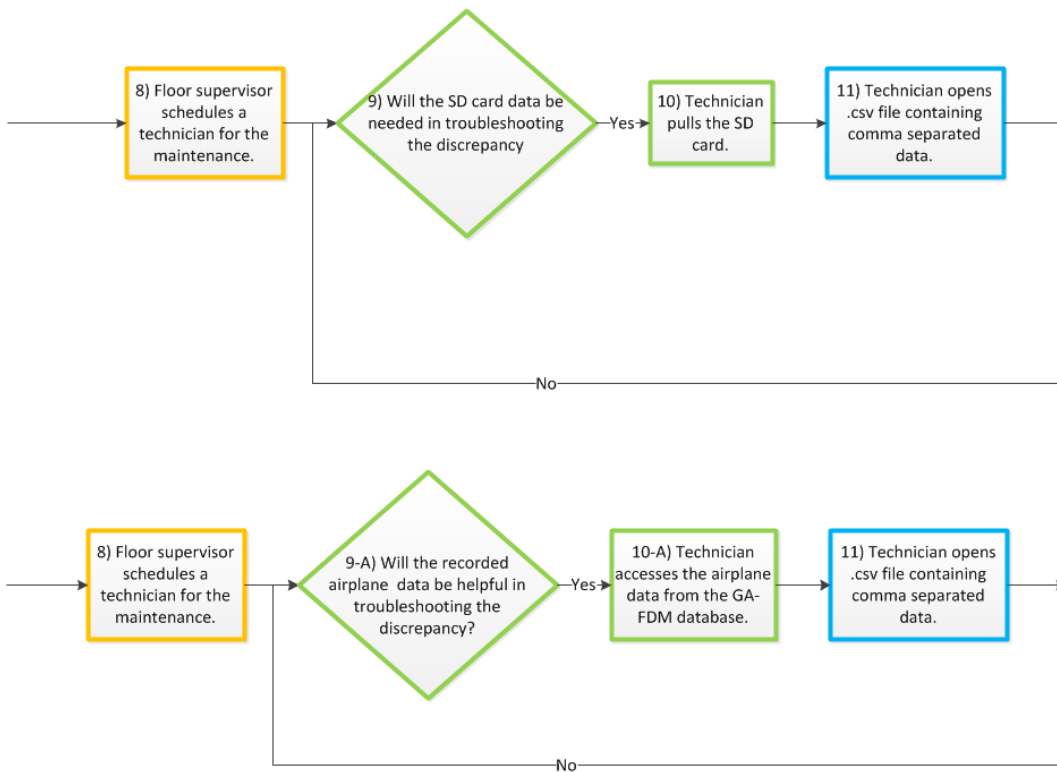 8) Floor supervisor
schedules a
technician for the
maintenance.
9) Will the SD card data be
needed in troubleshooting
the discrepancy
Yes
10) Technician
pulls the SD
card.
11) Technician opens
.csv file containing
comma separated
data.
No
8) Floor supervisor
schedules a
technician for the
maintenance.
9-A) Will the recorded
airplane  data be helpful in
troubleshooting the
discrepancy?
Yes
10-A) Technician
accesses the airplane
data from the GA-
FDM database.
11) Technician opens
.csv file containing
comma separated
data.
No